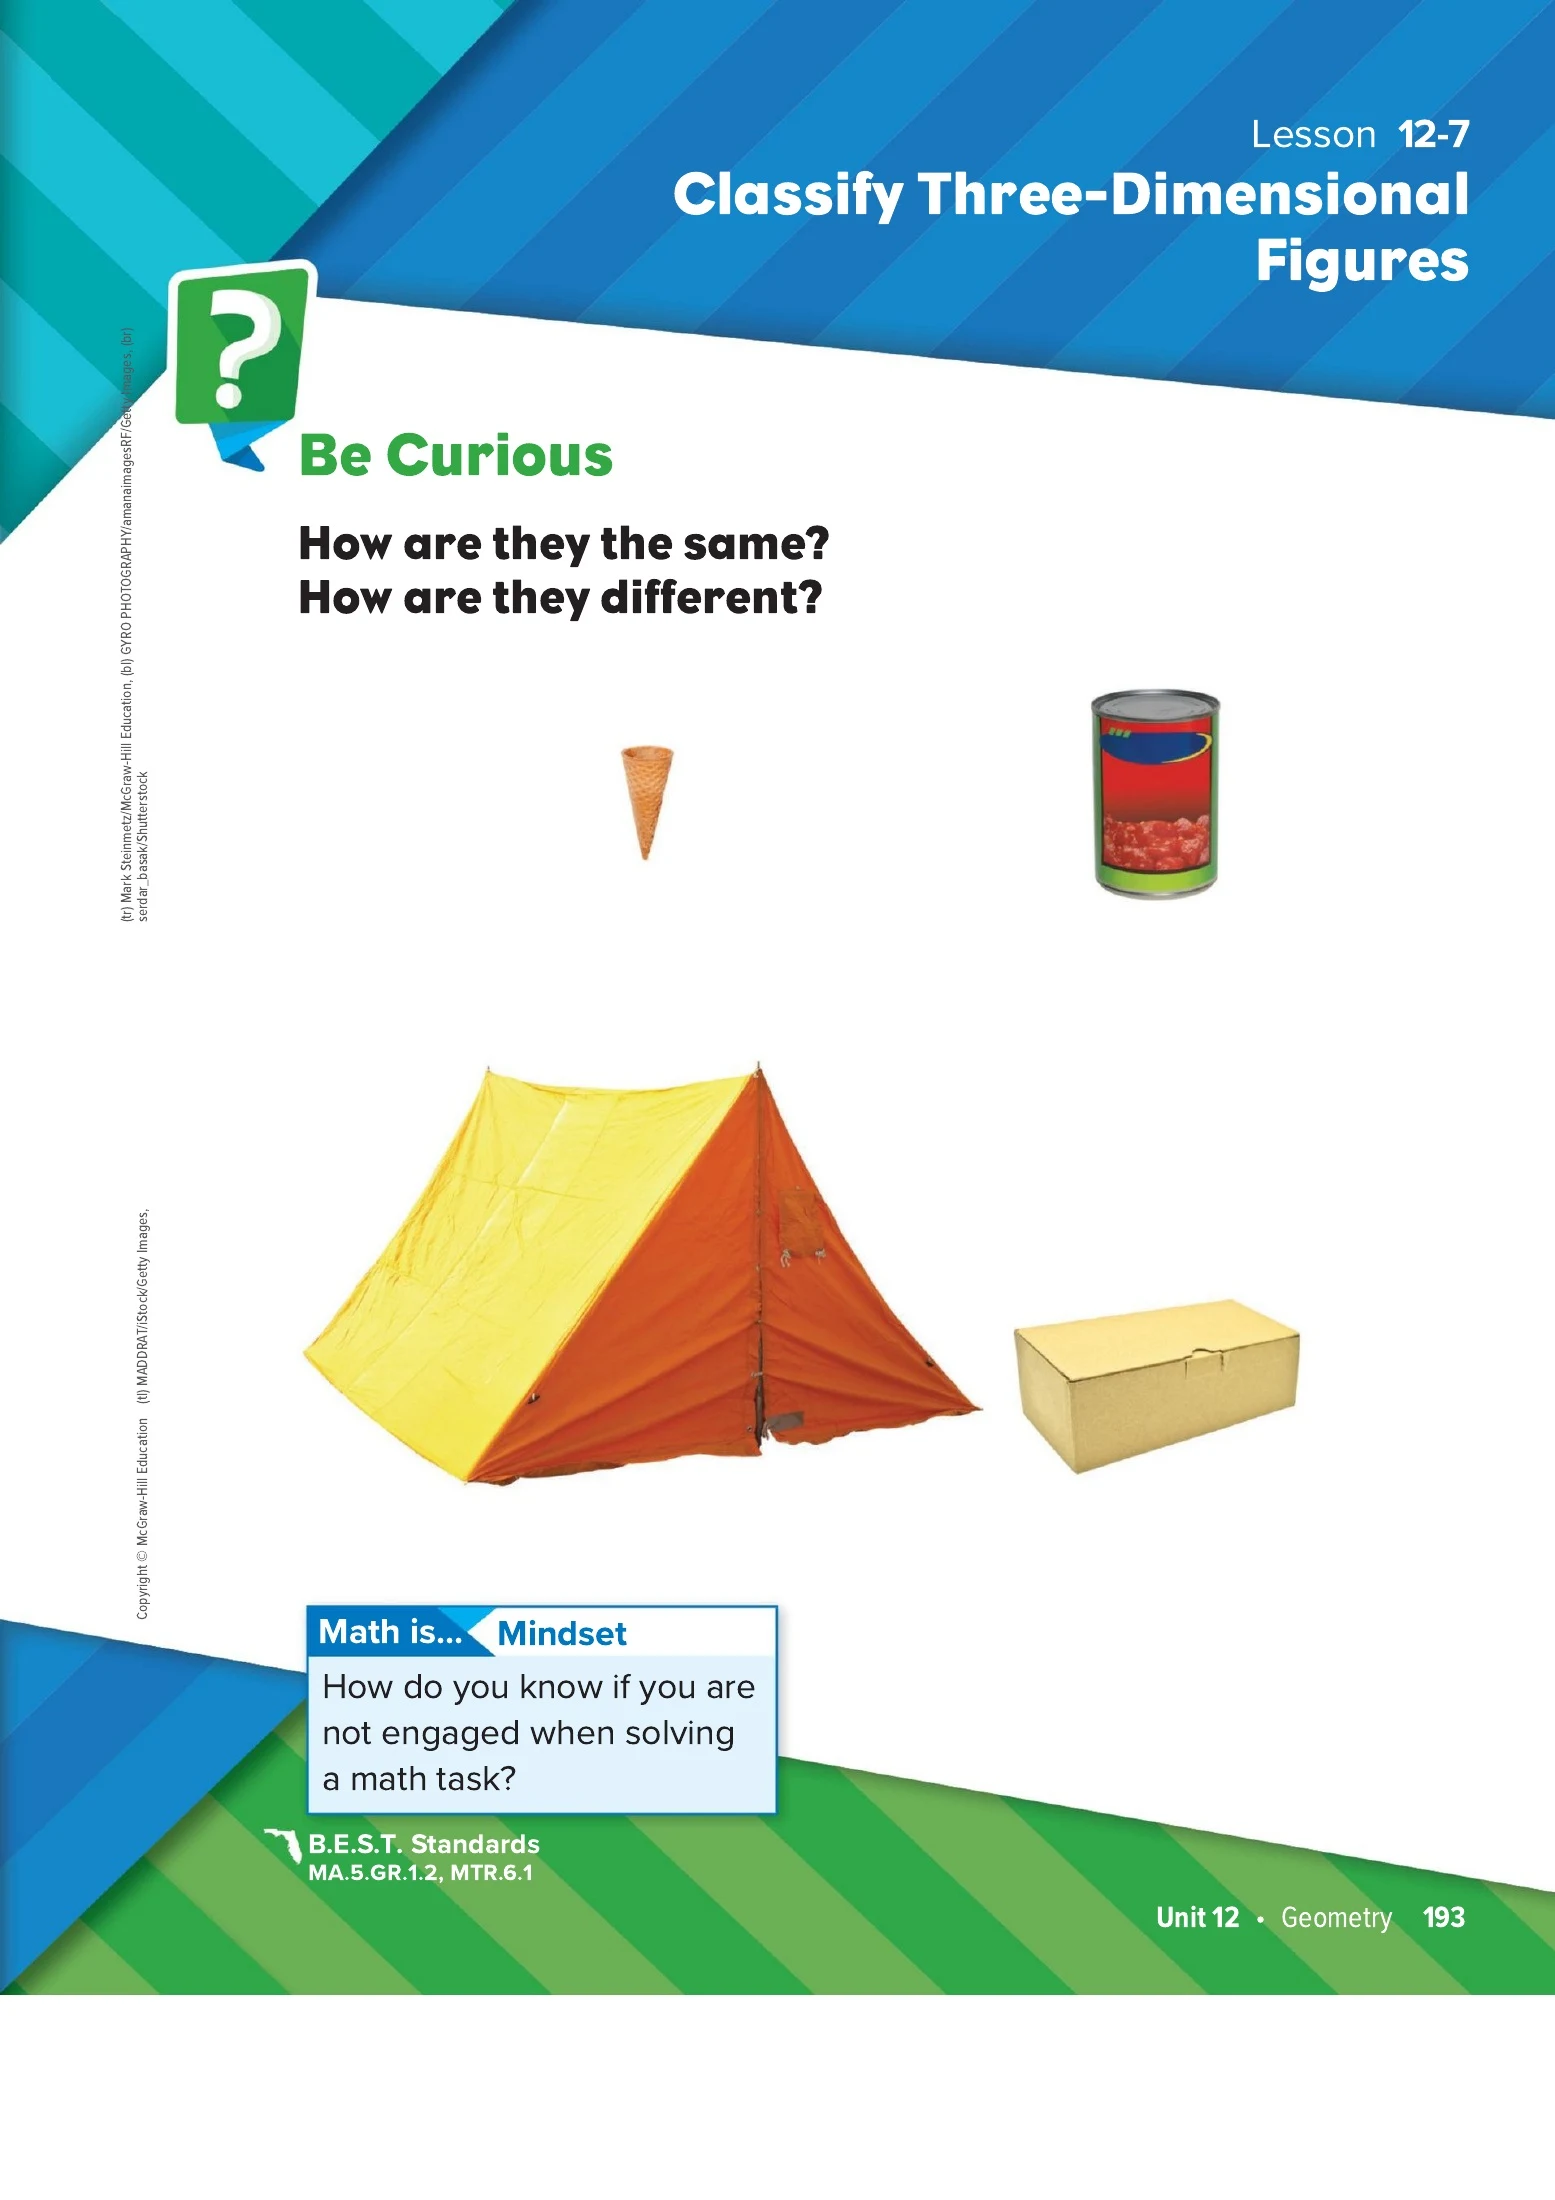 Lesson 12-7
Classify Three-Dimensional
Figures
?
Be Curious
How are they the same?
How are they different?
(tr) Mark Steinmetz/McGraw-Hill Education, (bl) GYRO PHOTOGRAPHY/amanaimagesRF/Getty Images, (br)
serdar_basak/Shutterstock
Copyright © McGraw-Hill Education (tl) MADDRAT/iStock/Getty Images,
Math is... Mindset
How do you know if you are
not engaged when solving
a math task?
B.E.S.T. Standards
MA.5.GR.1.2, MTR.6.1
Unit 12 • Geometry 193